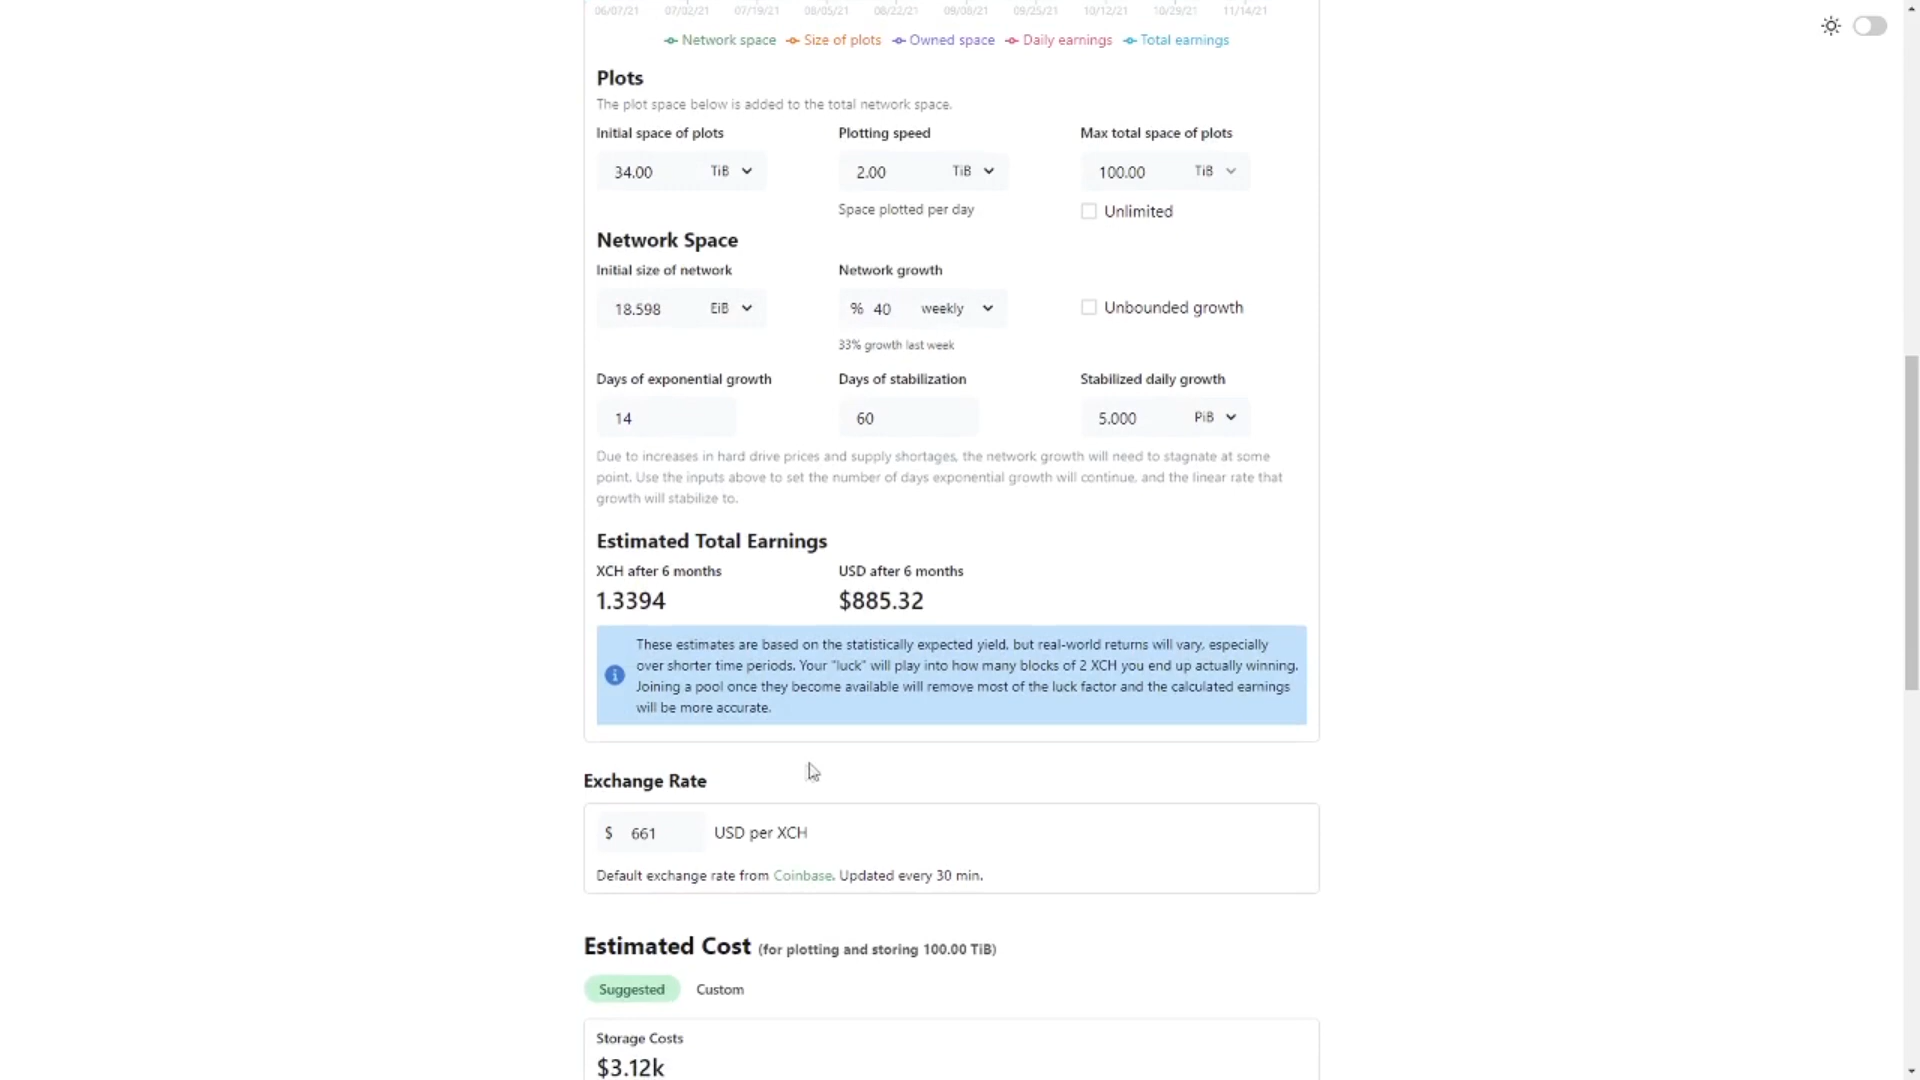 06/07/21 07/02/21 07/19/21 08/05/21 08/22/21 09/08/21 09/25/21 10/12/21 10/29/21 11/14/21
Network space Size of plots Owned space Daily earnings Total earnings
Plots
The plot space below is added to the total network space.
Initial space of plots Plotting speed Max total space of plots
34.00 TiB 2.00 TiB 100.00 TiB
Space plotted per day Unlimited
Network Space
Initial size of network Network growth
18.598 EiB % 40 weekly Unbounded growth
33% growth last week
Days of exponential growth Days of stabilization Stabilized daily growth
14 60 5.000 PiB
Due to increases in hard drive prices and supply shortages, the network growth will need to stagnate at some
point. Use the inputs above to set the number of days exponential growth will continue, and the linear rate that
growth will stabilize to.
Estimated Total Earnings
XCH after 6 months USD after 6 months
1.3394 $885.32
These estimates are based on the statistically expected yield, but real-world returns will vary, especially
over shorter time periods. Your "luck" will play into how many blocks of 2 XCH you end up actually winning.
Joining a pool once they become available will remove most of the luck factor and the calculated earnings
will be more accurate.
Exchange Rate
$ 661 USD per XCH
Default exchange rate from Coinbase. Updated every 30 min.
Estimated Cost (for plotting and storing 100.00 TiB)
Suggested Custom
Storage Costs
$3.12k